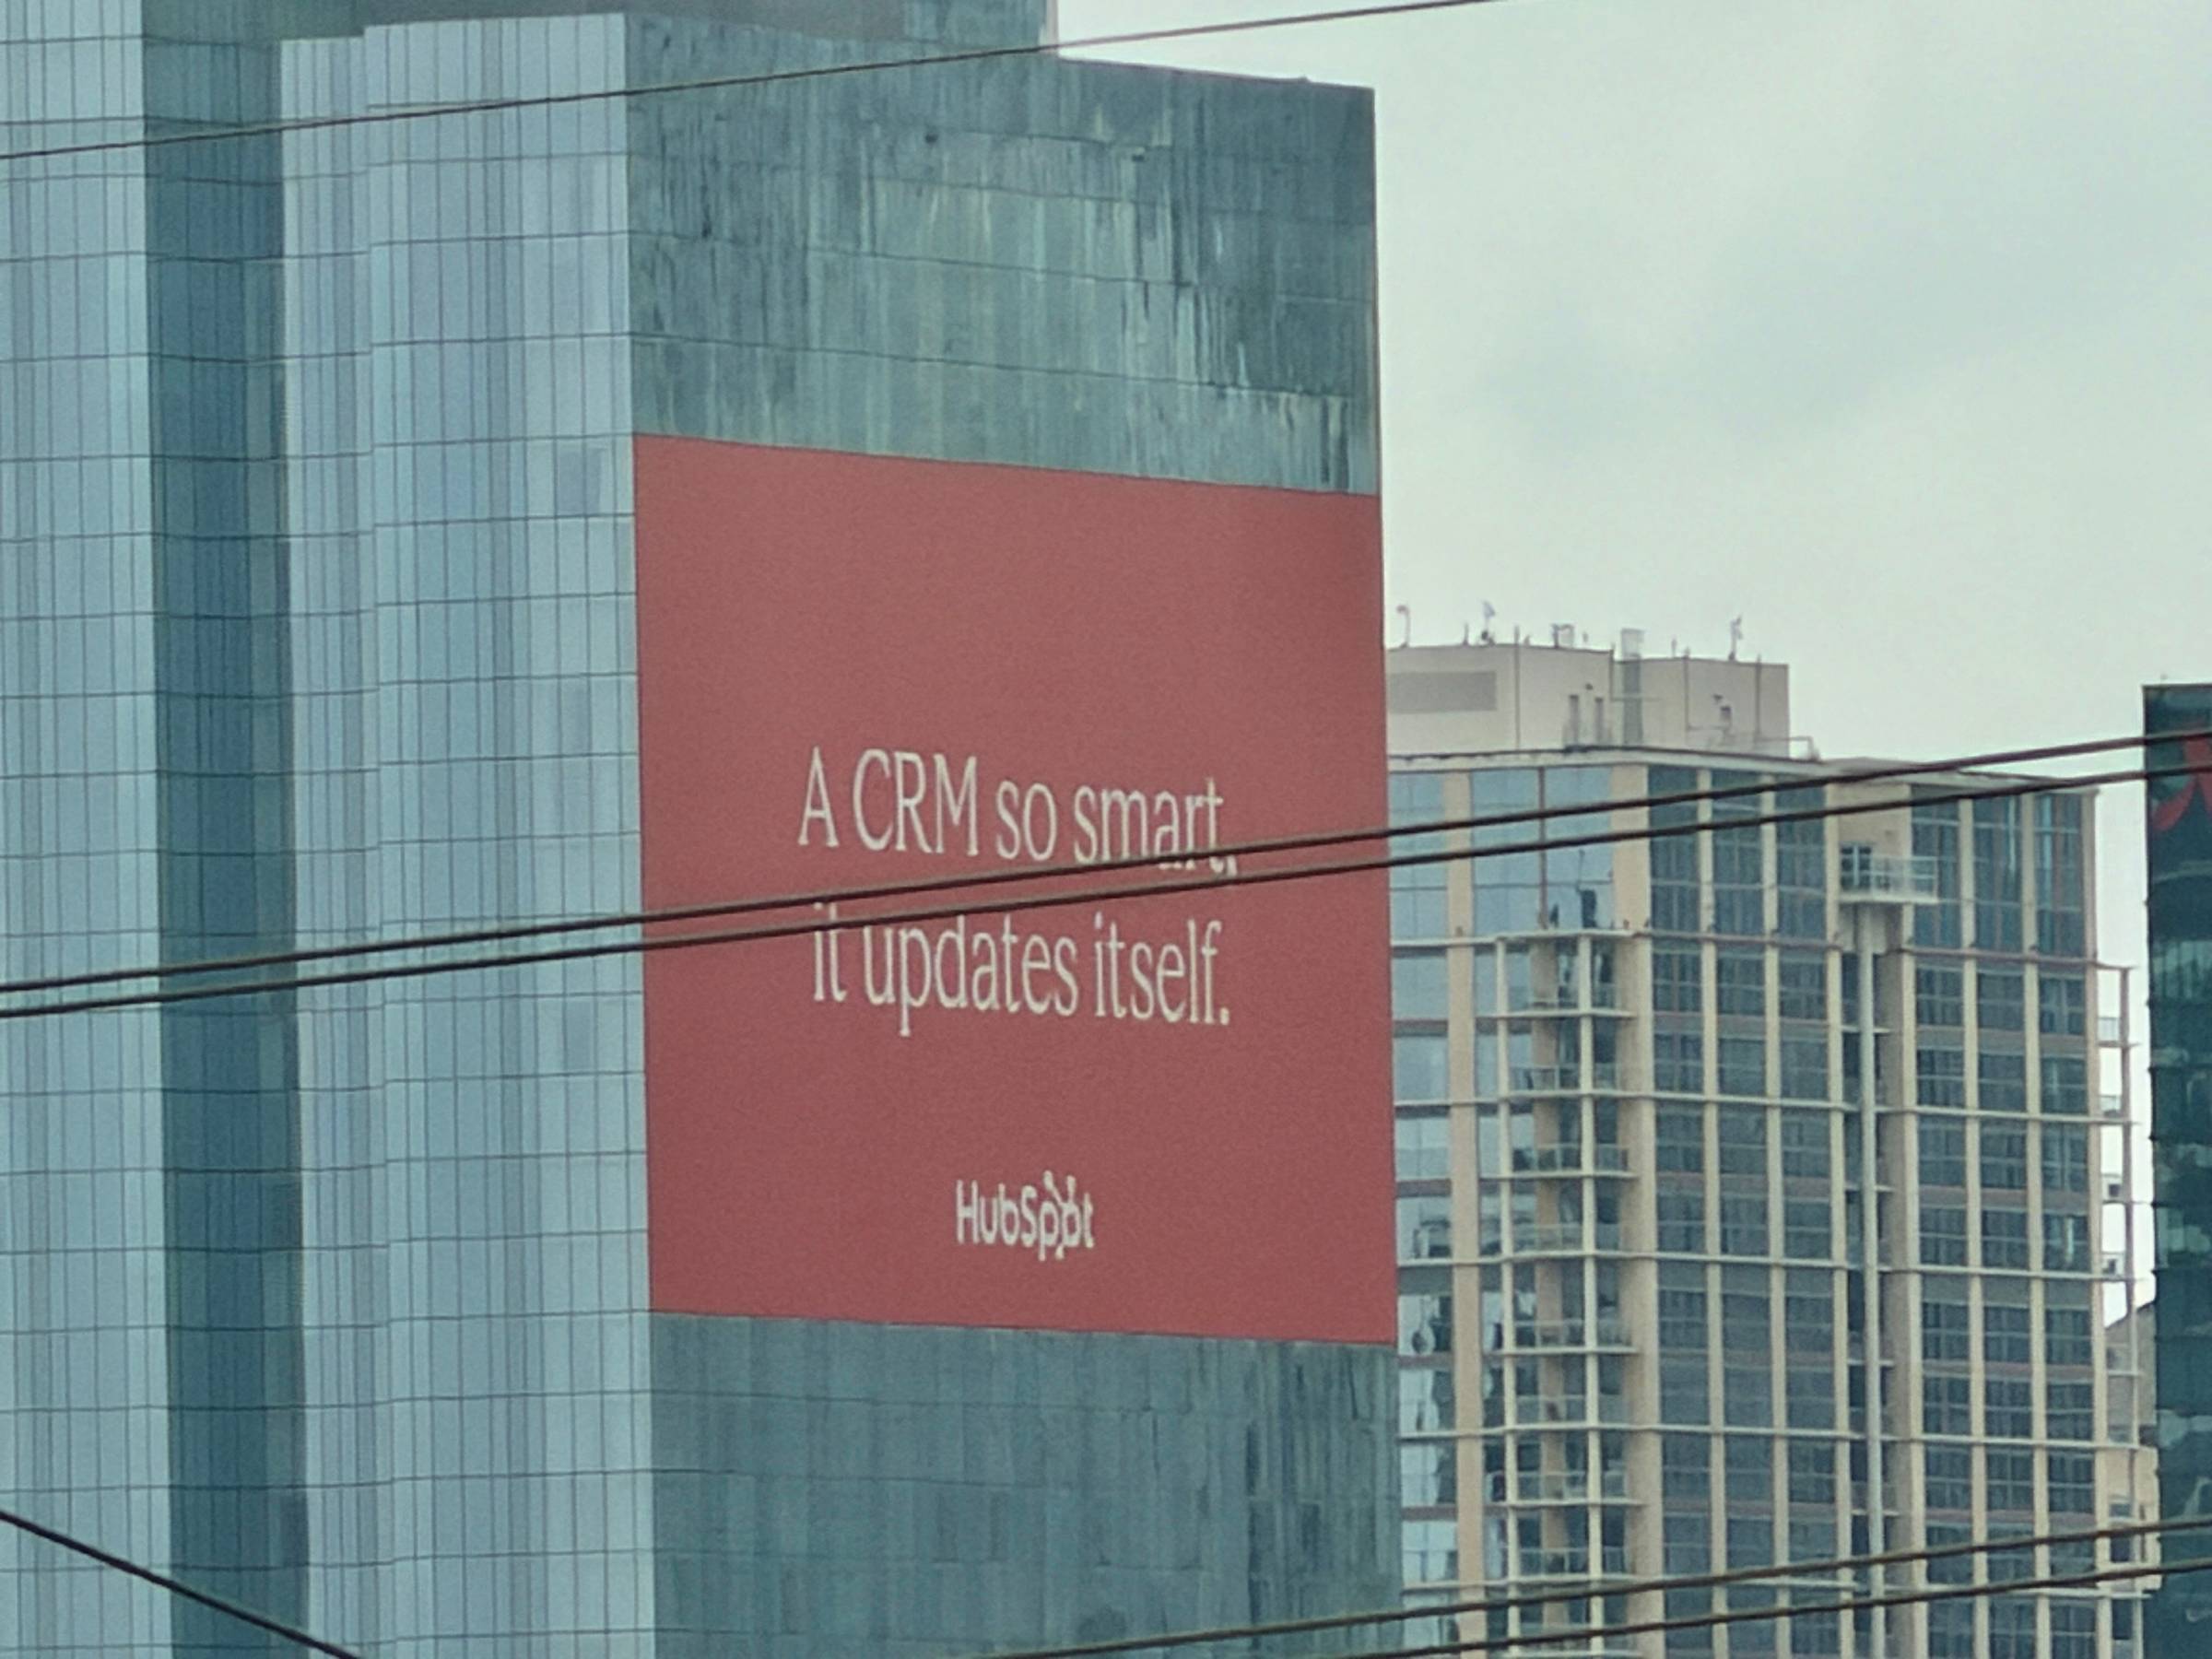 A CRM so smart,
it updates itself.
HubSpot